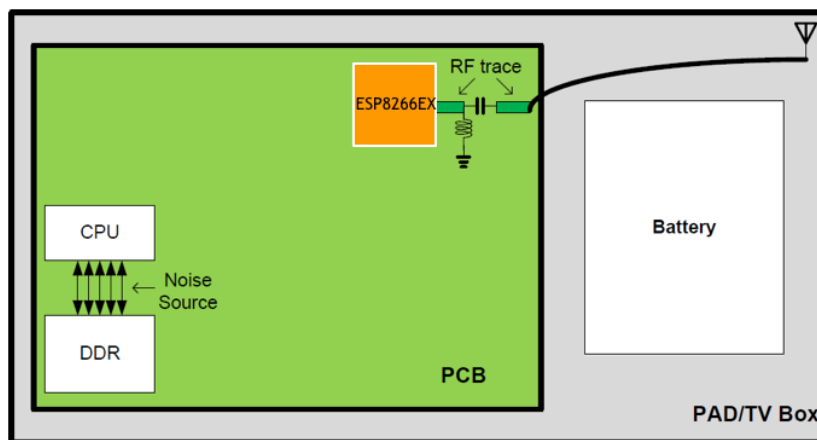 RF trace
ESP8266EX
CPU
Noise
Source
DDR
Battery
PCB
PAD/TV Box